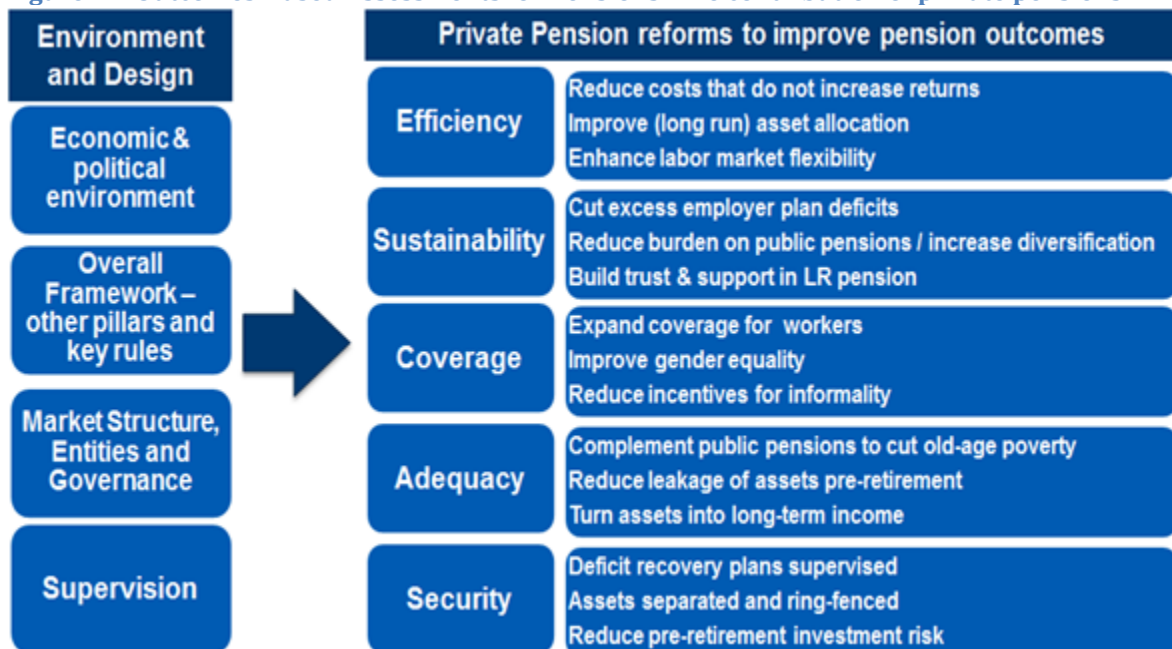 Environment
and Design
Economic &
political
environment
Overall
Framework –
other pillars and
key rules
Market Structure,
Entities and
Governance
Supervision
Private Pension reforms to improve pension outcomes
Efficiency
Reduce costs that do not increase returns
Improve (long run) asset allocation
Enhance labor market flexibility
Sustainability
Cut excess employer plan deficits
Reduce burden on public pensions / increase diversification
Build trust & support in LR pension
Coverage
Expand coverage for workers
Improve gender equality
Reduce incentives for informality
Adequacy
Complement public pensions to cut old-age poverty
Reduce leakage of assets pre-retirement
Turn assets into long-term income
Security
Deficit recovery plans supervised
Assets separated and ring-fenced
Reduce pre-retirement investment risk